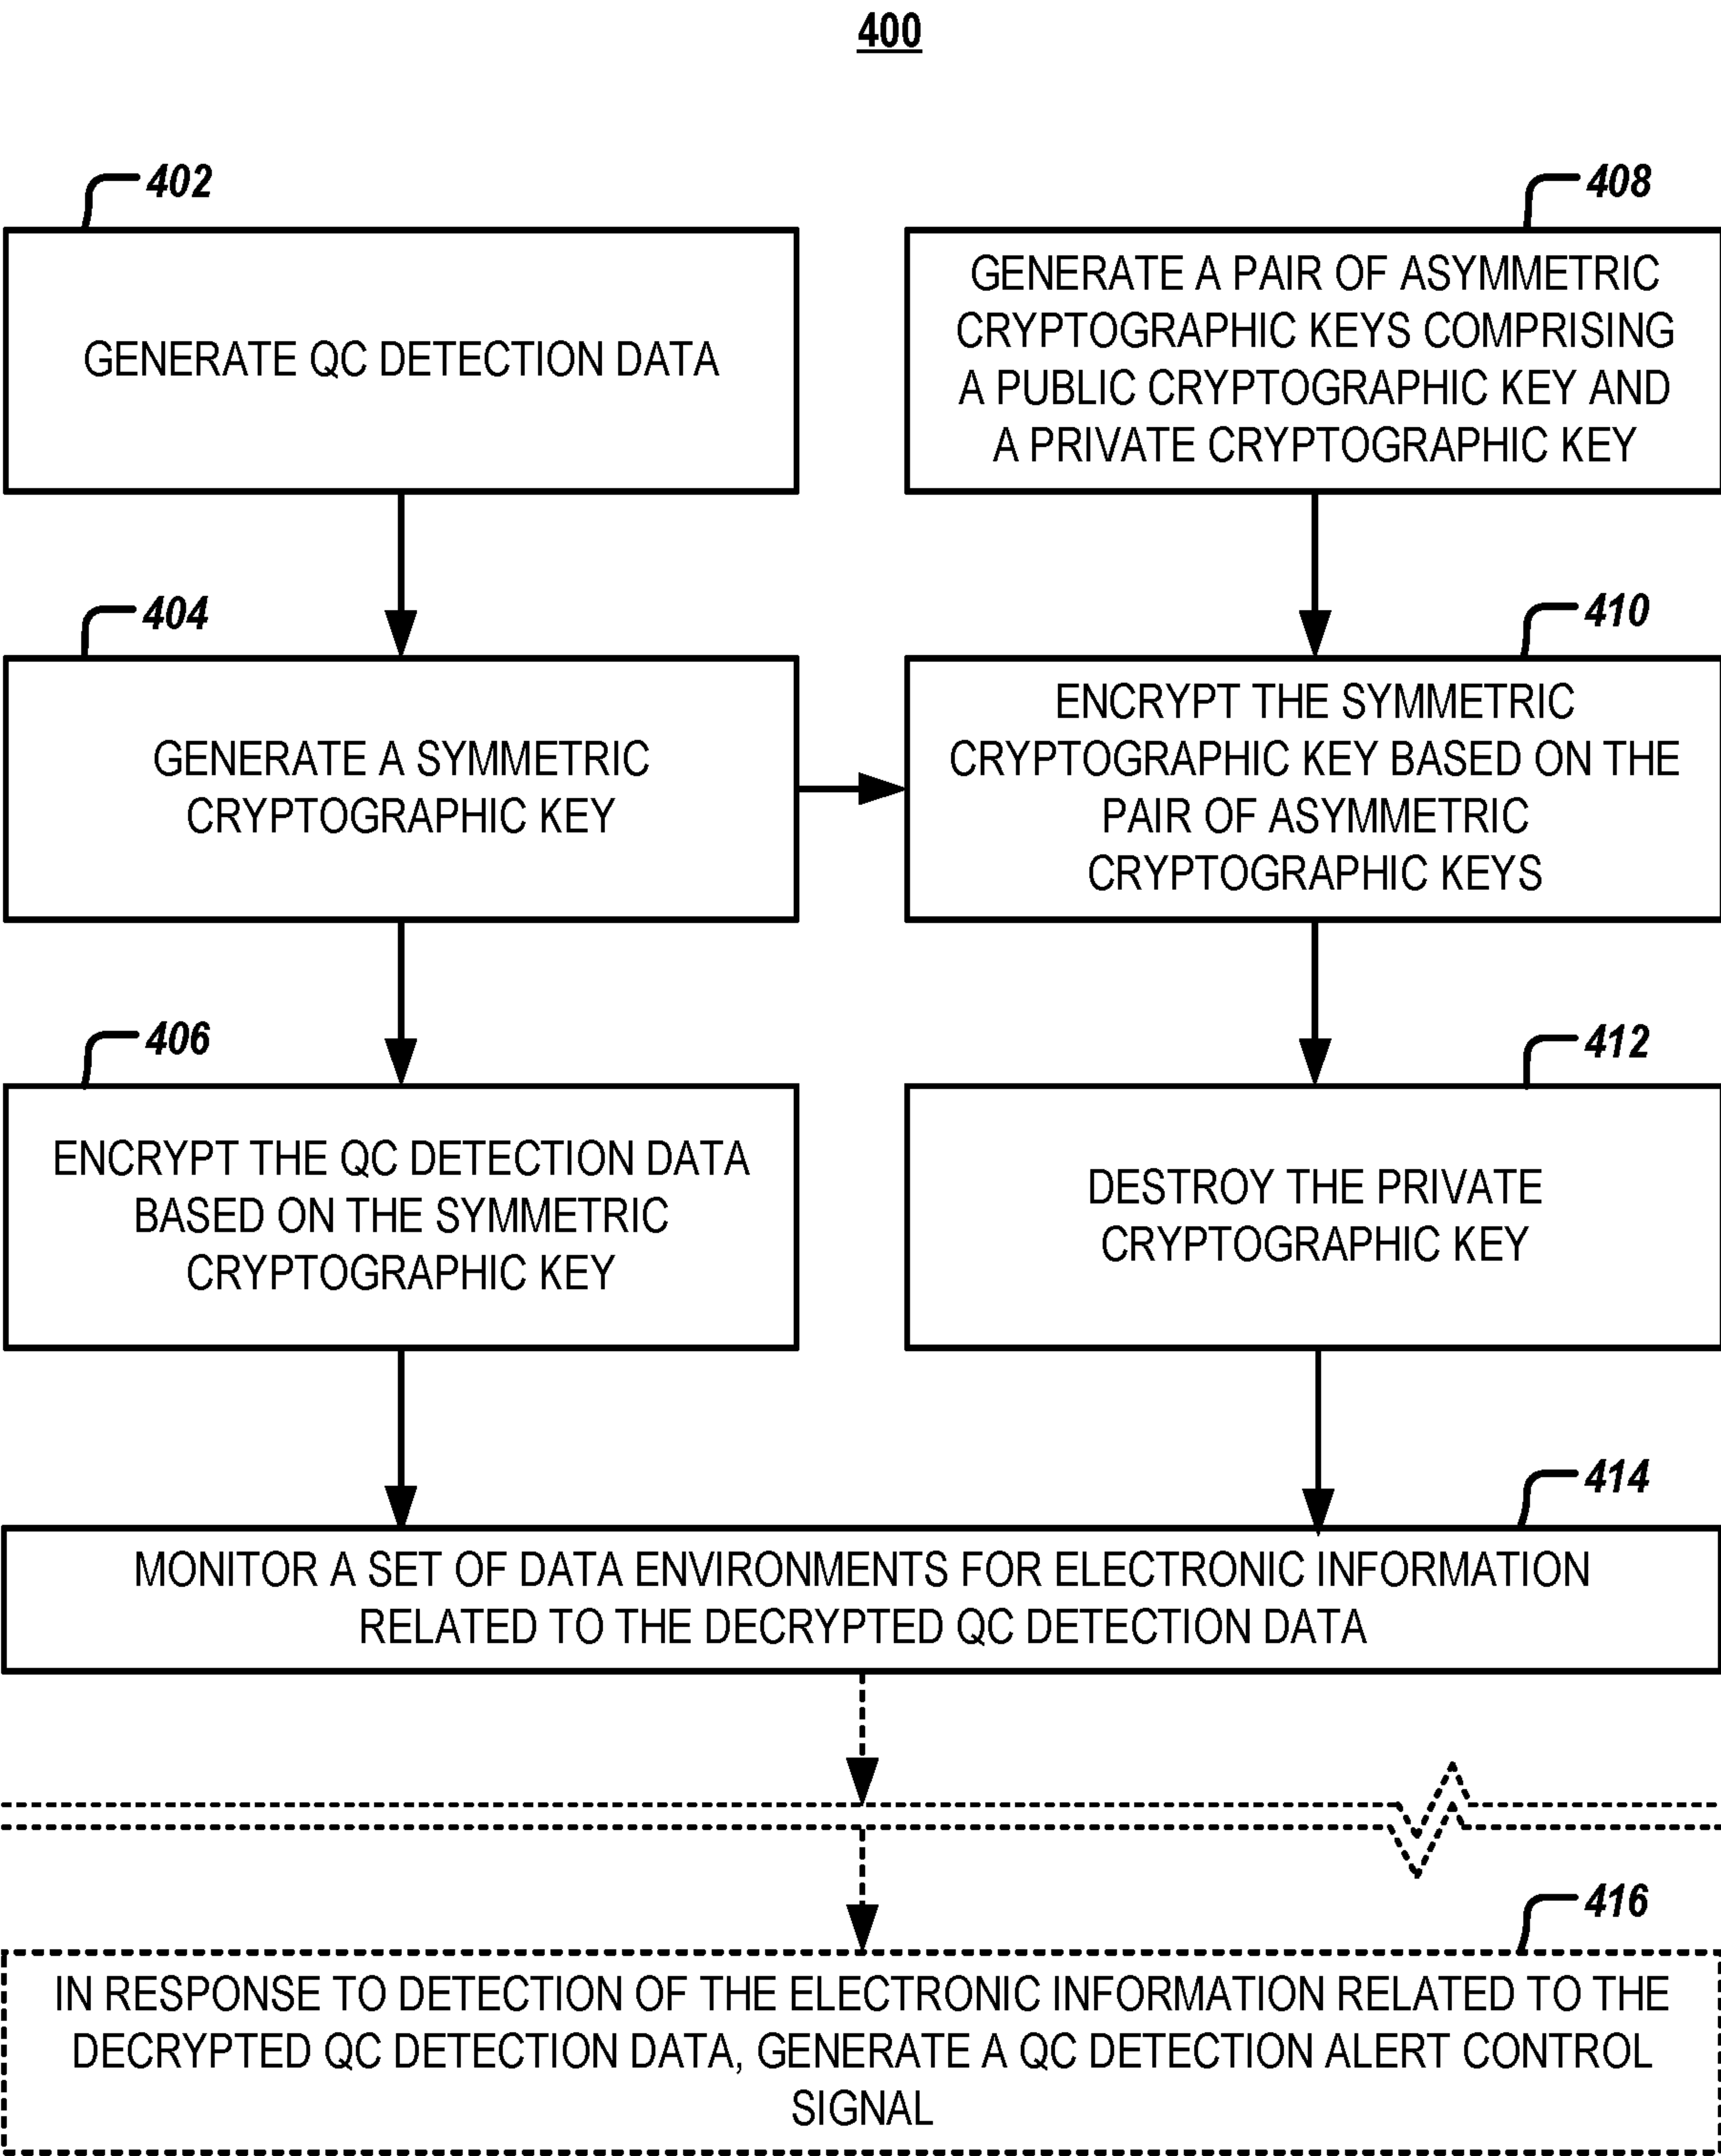 400
402
GENERATE QC DETECTION DATA
404
GENERATE A SYMMETRIC
CRYPTOGRAPHIC KEY
406
ENCRYPT THE QC DETECTION DATA
BASED ON THE SYMMETRIC
CRYPTOGRAPHIC KEY
408
GENERATE A PAIR OF ASYMMETRIC
CRYPTOGRAPHIC KEYS COMPRISING
A PUBLIC CRYPTOGRAPHIC KEY AND
A PRIVATE CRYPTOGRAPHIC KEY
410
ENCRYPT THE SYMMETRIC
CRYPTOGRAPHIC KEY BASED ON THE
PAIR OF ASYMMETRIC
CRYPTOGRAPHIC KEYS
412
DESTROY THE PRIVATE
CRYPTOGRAPHIC KEY
414
MONITOR A SET OF DATA ENVIRONMENTS FOR ELECTRONIC INFORMATION
RELATED TO THE DECRYPTED QC DETECTION DATA
416
IN RESPONSE TO DETECTION OF THE ELECTRONIC INFORMATION RELATED TO THE
DECRYPTED QC DETECTION DATA, GENERATE A QC DETECTION ALERT CONTROL
SIGNAL